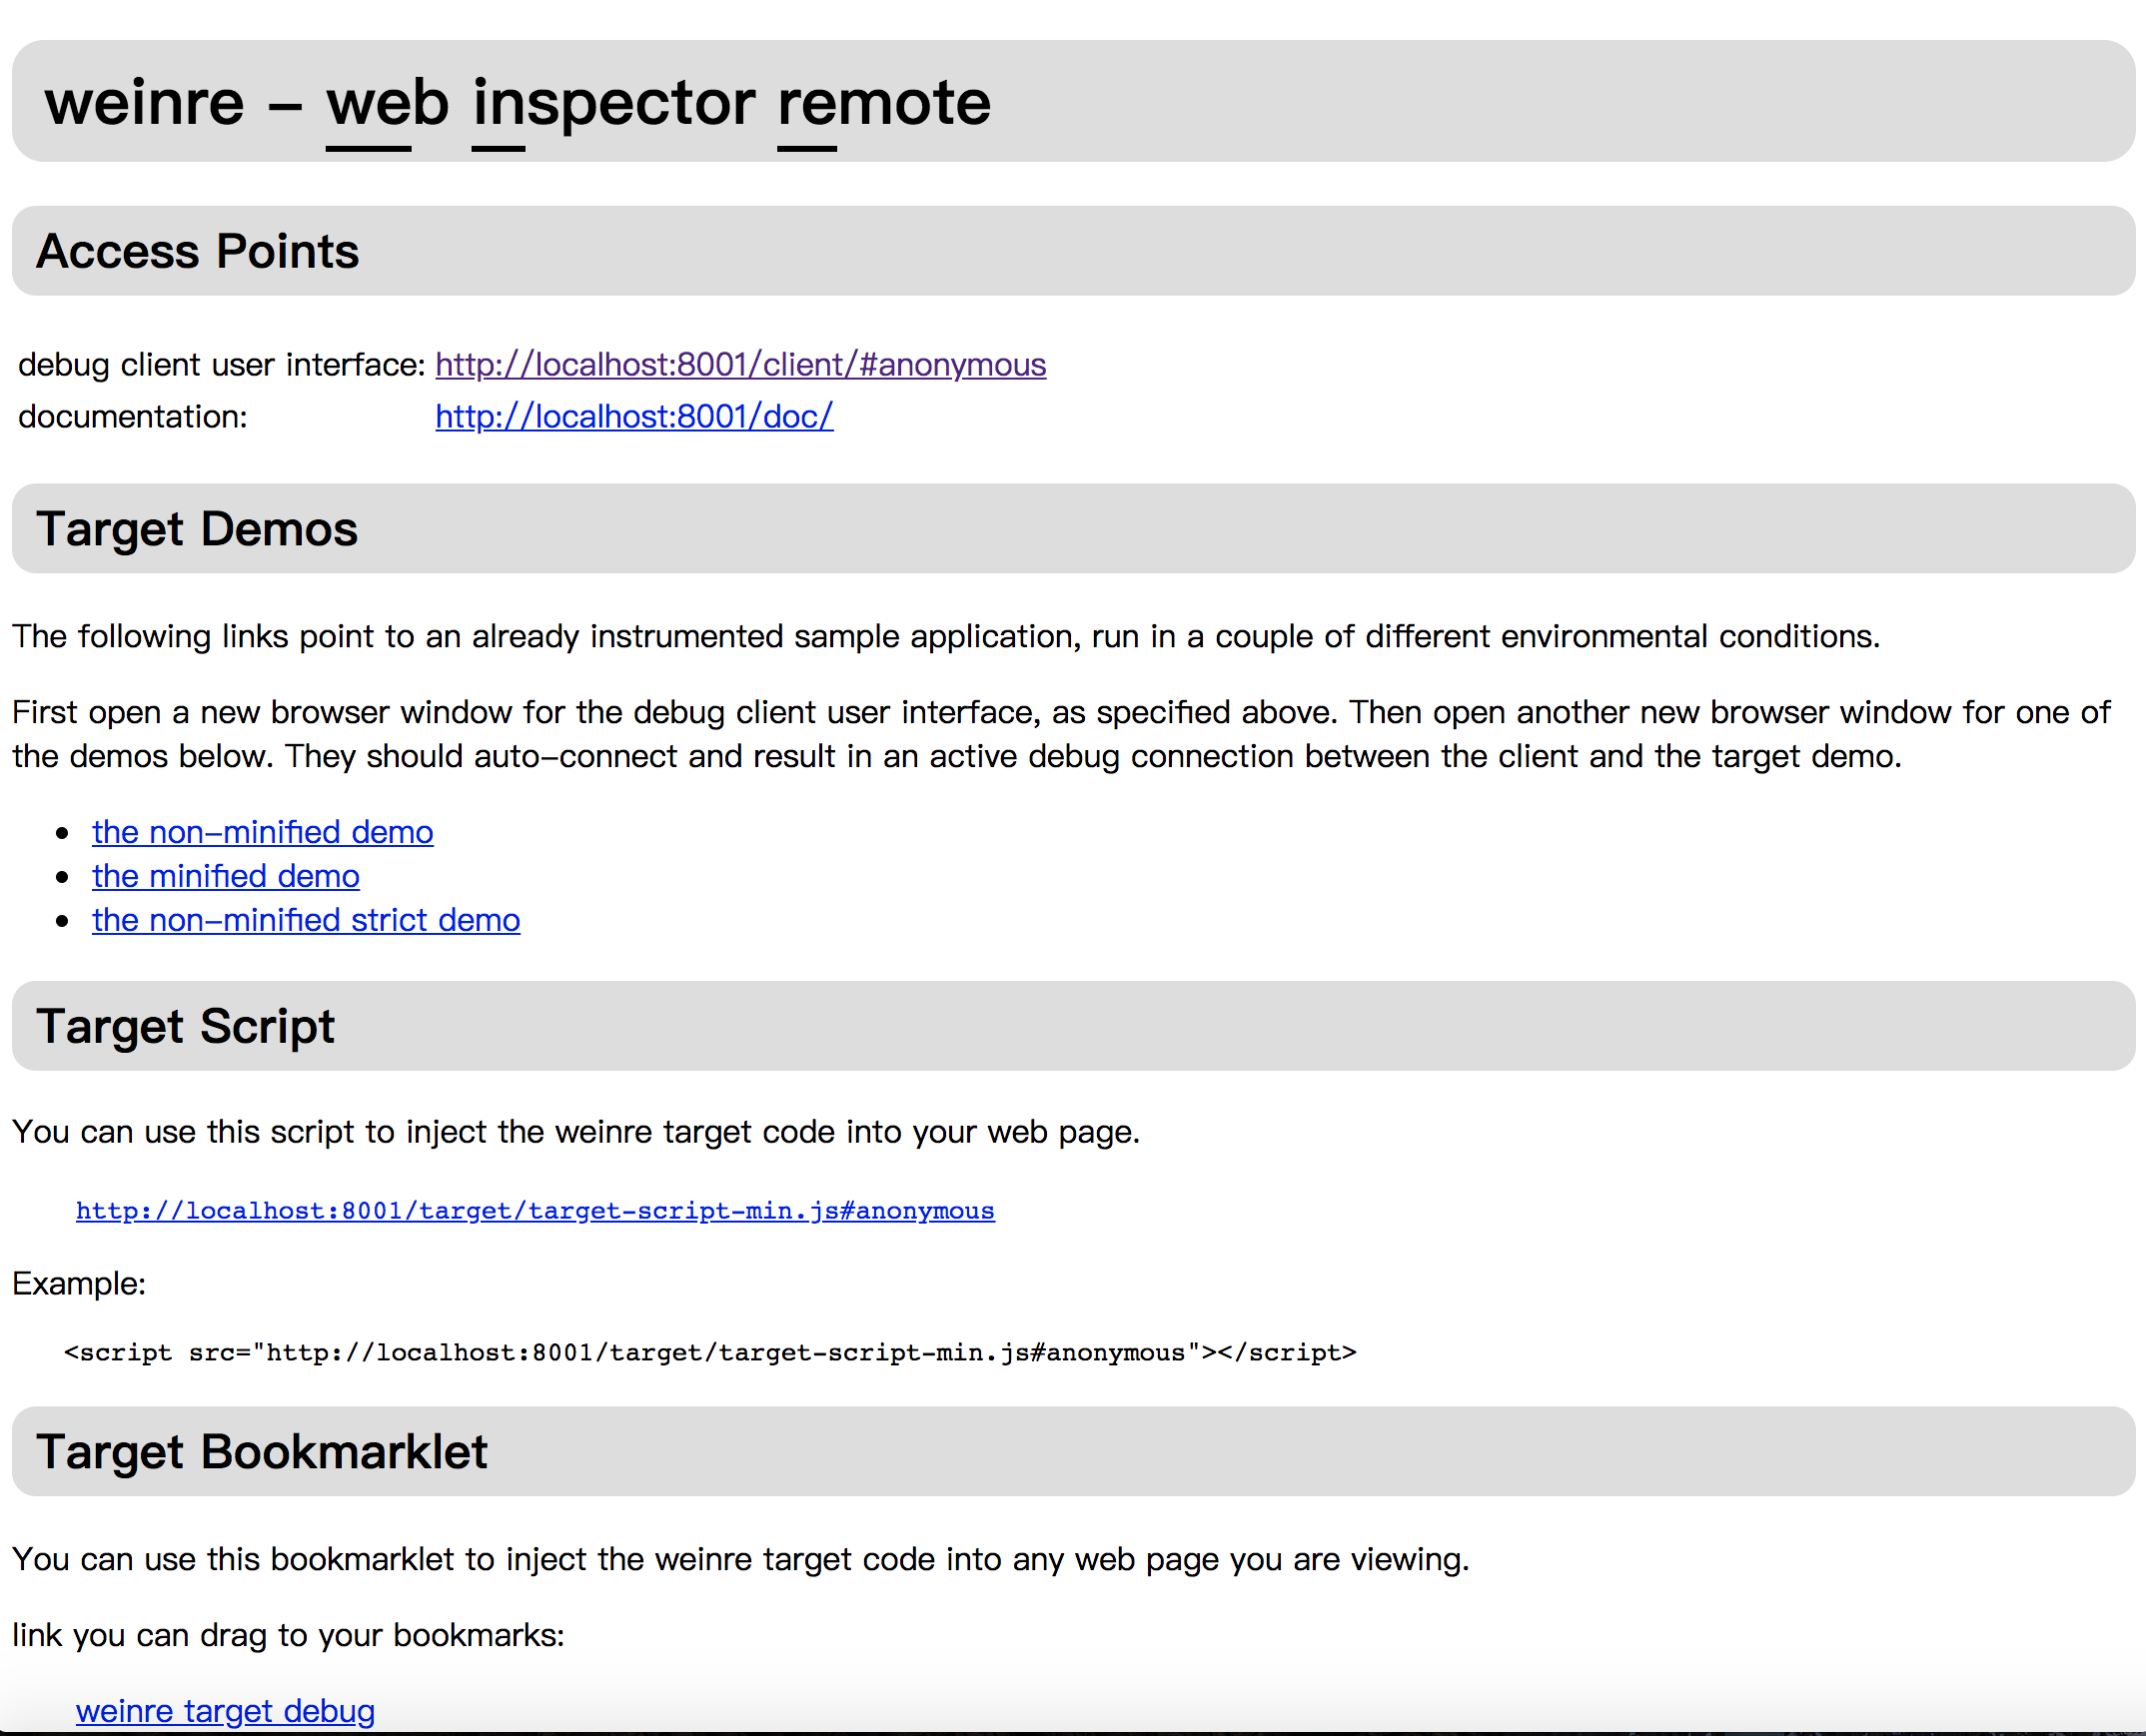 weinre – web inspector remote
Access Points
debug client user interface: http://localhost:8001/client/#anonymous
documentation: http://localhost:8001/doc/
Target Demos
The following links point to an already instrumented sample application, run in a couple of different environmental conditions.
First open a new browser window for the debug client user interface, as specified above. Then open another new browser window for one of
the demos below. They should auto-connect and result in an active debug connection between the client and the target demo.
• the non-minified demo
• the minified demo
• the non-minified strict demo
Target Script
You can use this script to inject the weinre target code into your web page.
http://localhost:8001/target/target-script-min.js#anonymous
Example:
<script src="http://localhost:8001/target/target-script-min.js#anonymous"></script>
Target Bookmarklet
You can use this bookmarklet to inject the weinre target code into any web page you are viewing.
link you can drag to your bookmarks:
weinre target debug